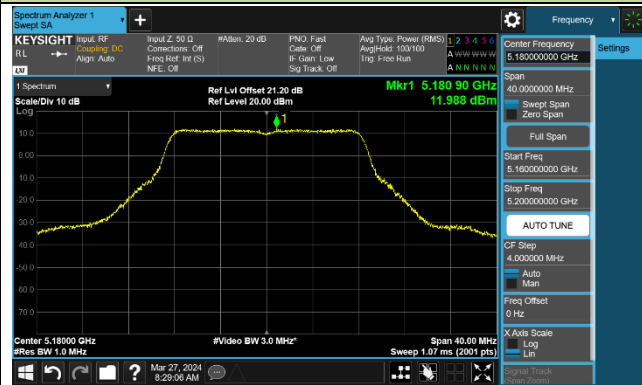 Spectrum Analyzer 1
Swept SA
Frequency
KEYSIGHT
RL
Input: RF
Coupling: DC
Align: Auto
Input Z: 50 Ω
Corrections: Off
Freq Ref: Int (S)
NFE: Off
#Atten: 20 dB
PNO: Fast
Gate: Off
IF Gain: Low
Sig Track: Off
Avg Type: Power (RMS)
Avg|Hold: 100/100
Trig: Free Run
1 2 3 4 5 6
A W W W W W
A N N N N N
LXI
1 Spectrum
Scale/Div 10 dB
Ref Lvl Offset 21.20 dB
Ref Level 20.00 dBm
Mkr1 5.180 90 GHz
11.988 dBm
Log
1
10.0
0.00
-10.0
-20.0
-30.0
-40.0
-50.0
-60.0
-70.0
Center 5.18000 GHz
#Res BW 1.0 MHz
#Video BW 3.0 MHz*
Span 40.00 MHz
Sweep 1.07 ms (2001 pts)
Mar 27, 2024
8:29:06 AM
Center Frequency
5.180000000 GHz
Settings
Span
40.0000000 MHz
Swept Span
Zero Span
Full Span
Start Freq
5.160000000 GHz
Stop Freq
5.200000000 GHz
AUTO TUNE
CF Step
4.000000 MHz
Auto
Man
Freq Offset
0 Hz
X Axis Scale
Log
Lin
Signal Track
(Span Zoom)